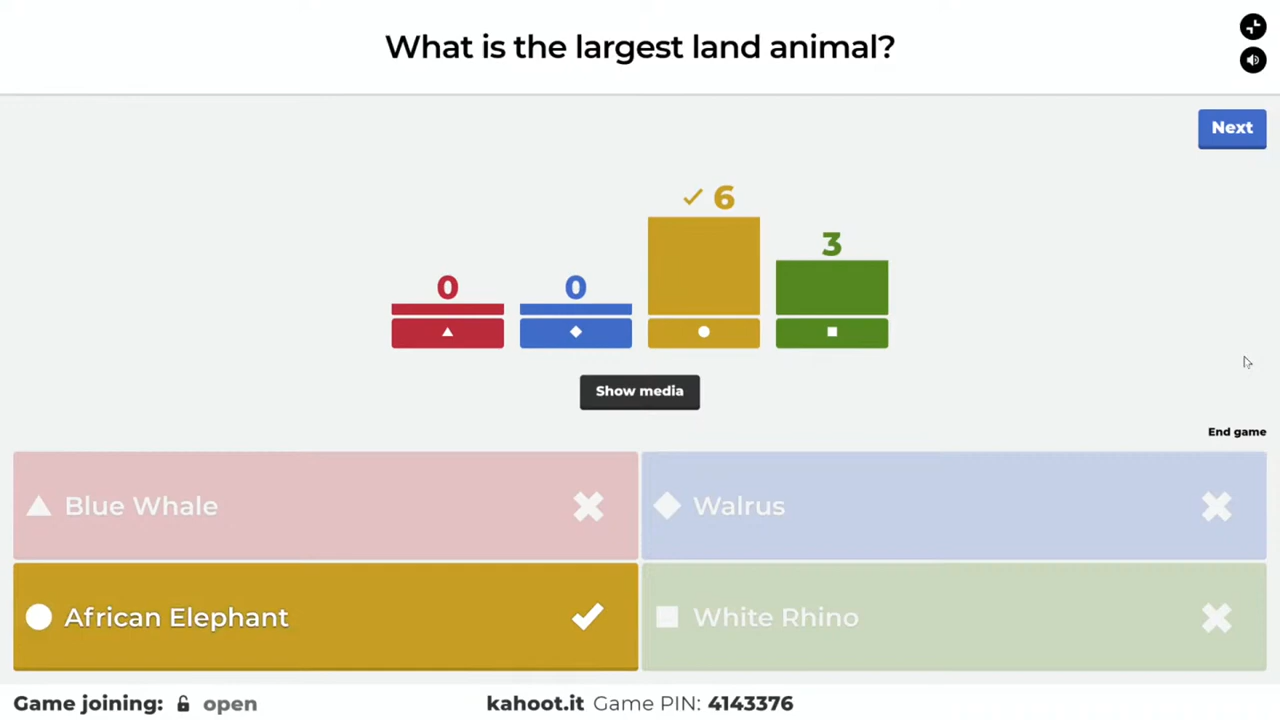 What is the largest land animal?
Next
6
3
0
0
Show media
End game
Blue Whale
Walrus
African Elephant
White Rhino
Game joining: open
kahoot.it Game PIN: 4143376